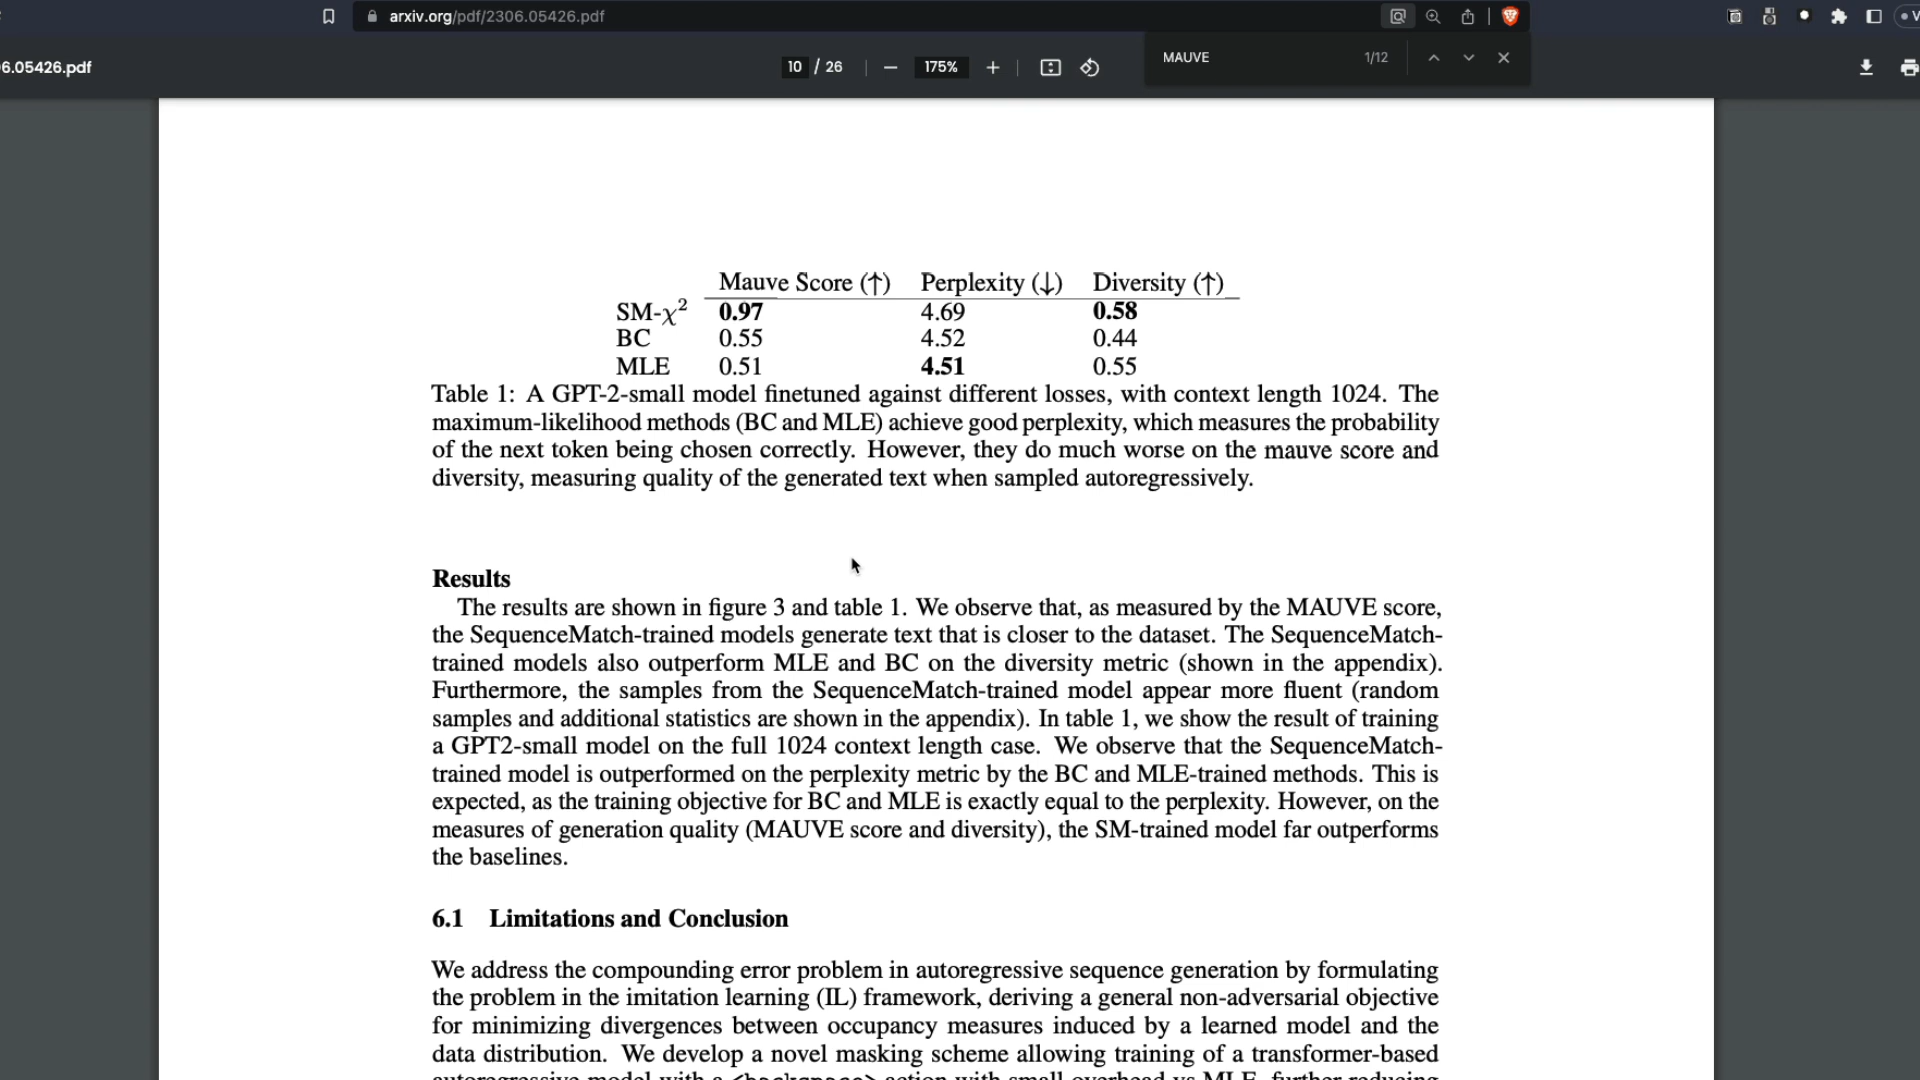 arxiv.org/pdf/2306.05426.pdf
6.05426.pdf
10 / 26
175%
MAUVE
1/12
Mauve Score (↑) Perplexity (↓) Diversity (↑)
SM-χ² 0.97 4.69 0.58
BC 0.55 4.52 0.44
MLE 0.51 4.51 0.55
Table 1: A GPT-2-small model finetuned against different losses, with context length 1024. The
maximum-likelihood methods (BC and MLE) achieve good perplexity, which measures the probability
of the next token being chosen correctly. However, they do much worse on the mauve score and
diversity, measuring quality of the generated text when sampled autoregressively.
Results
The results are shown in figure 3 and table 1. We observe that, as measured by the MAUVE score,
the SequenceMatch-trained models generate text that is closer to the dataset. The SequenceMatch-
trained models also outperform MLE and BC on the diversity metric (shown in the appendix).
Furthermore, the samples from the SequenceMatch-trained model appear more fluent (random
samples and additional statistics are shown in the appendix). In table 1, we show the result of training
a GPT2-small model on the full 1024 context length case. We observe that the SequenceMatch-
trained model is outperformed on the perplexity metric by the BC and MLE-trained methods. This is
expected, as the training objective for BC and MLE is exactly equal to the perplexity. However, on the
measures of generation quality (MAUVE score and diversity), the SM-trained model far outperforms
the baselines.
6.1 Limitations and Conclusion
We address the compounding error problem in autoregressive sequence generation by formulating
the problem in the imitation learning (IL) framework, deriving a general non-adversarial objective
for minimizing divergences between occupancy measures induced by a learned model and the
data distribution. We develop a novel masking scheme allowing training of a transformer-based
autoregressive model with a <backspace> action with small overhead vs MLE, further reducing